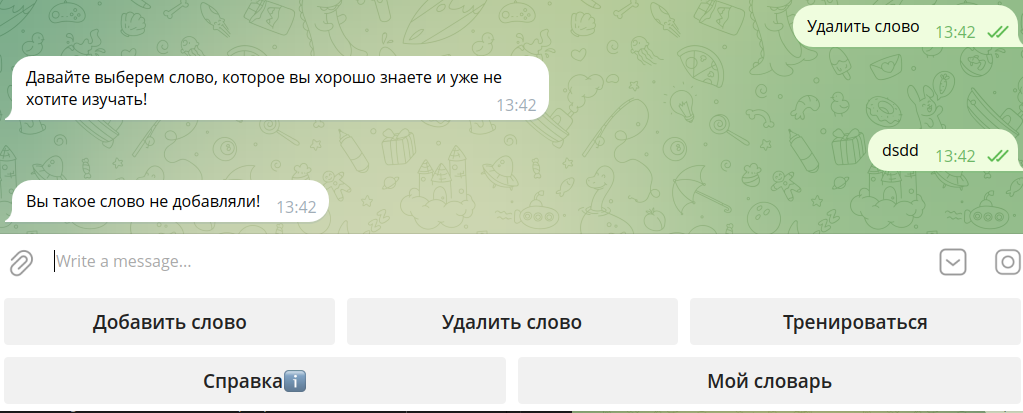 Удалить слово 13:42
Давайте выберем слово, которое вы хорошо знаете и уже не
хотите изучать!
13:42
dsdd 13:42
Вы такое слово не добавляли! 13:42
Write a message...
Добавить слово Удалить слово Тренироваться
Справкаℹ️ Мой словарь